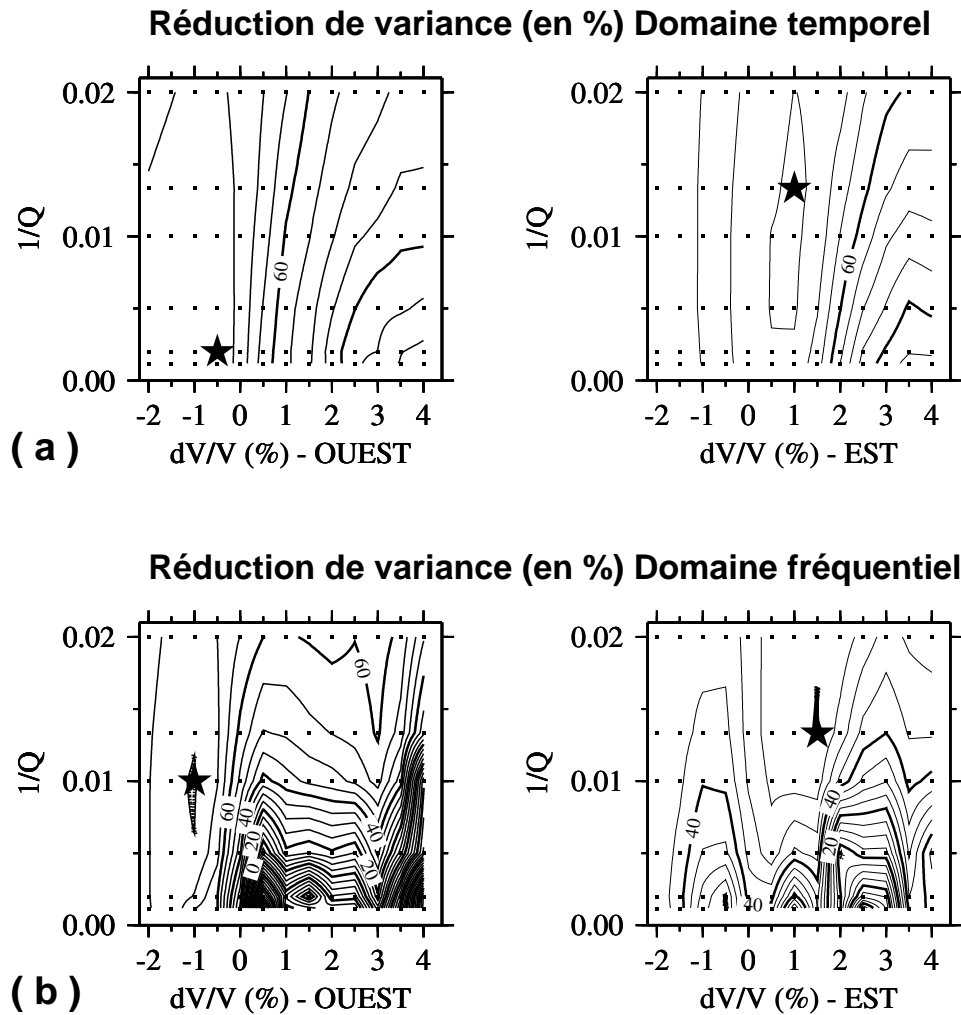 Réduction de variance (en %) Domaine temporel
0.02
0.01
0.00
1/Q
60
-2 -1 0 1 2 3 4
dV/V (%) - OUEST
0.02
0.01
0.00
1/Q
60
-2 -1 0 1 2 3 4
dV/V (%) - EST
( a )
Réduction de variance (en %) Domaine fréquentiel
0.02
0.01
0.00
1/Q
60
60 40
20
0
40
20
-2 -1 0 1 2 3 4
dV/V (%) - OUEST
0.02
0.01
0.00
1/Q
40
40
20
40
-2 -1 0 1 2 3 4
dV/V (%) - EST
( b )